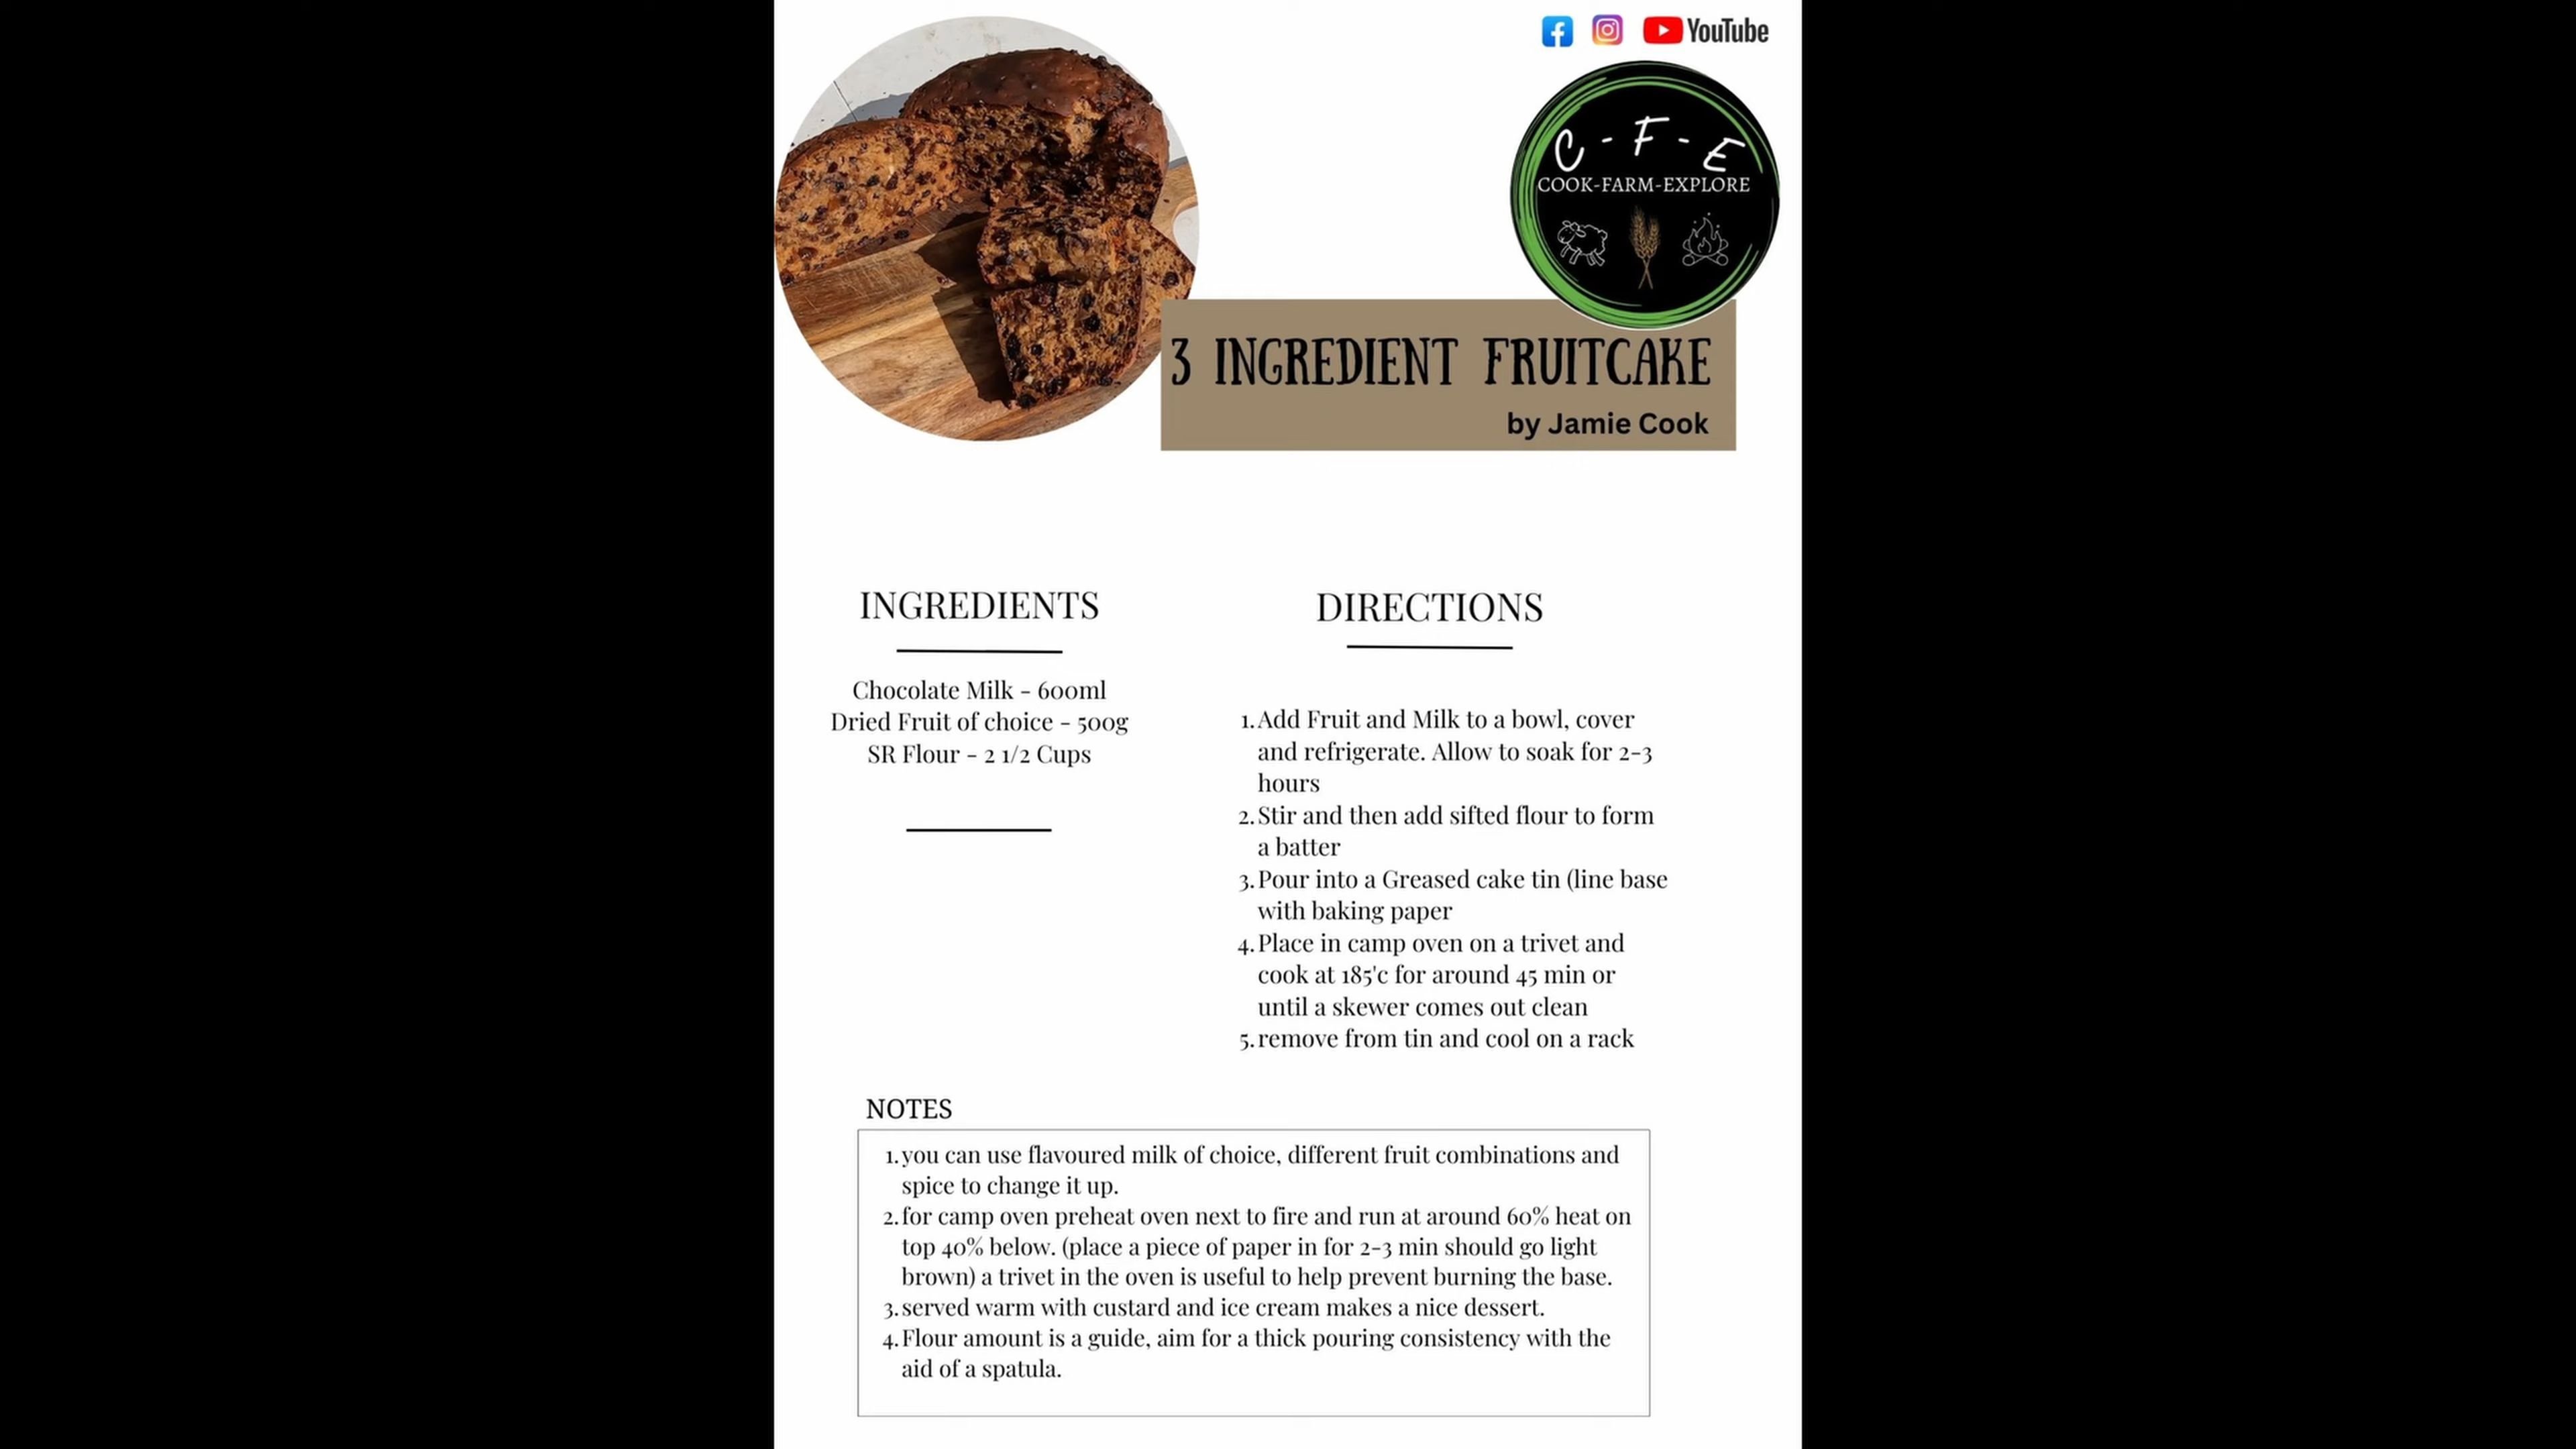 YouTube
C - F - E
COOK-FARM-EXPLORE
3 INGREDIENT FRUITCAKE
by Jamie Cook
INGREDIENTS
Chocolate Milk - 600ml
Dried Fruit of choice - 500g
SR Flour - 2 1/2 Cups
DIRECTIONS
1. Add Fruit and Milk to a bowl, cover
and refrigerate. Allow to soak for 2-3
hours
2. Stir and then add sifted flour to form
a batter
3. Pour into a Greased cake tin (line base
with baking paper
4. Place in camp oven on a trivet and
cook at 185'c for around 45 min or
until a skewer comes out clean
5. remove from tin and cool on a rack
NOTES
1. you can use flavoured milk of choice, different fruit combinations and
spice to change it up.
2. for camp oven preheat oven next to fire and run at around 60% heat on
top 40% below. (place a piece of paper in for 2-3 min should go light
brown) a trivet in the oven is useful to help prevent burning the base.
3. served warm with custard and ice cream makes a nice dessert.
4. Flour amount is a guide, aim for a thick pouring consistency with the
aid of a spatula.